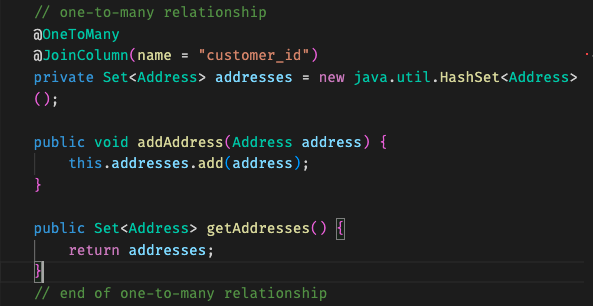 // one-to-many relationship
@OneToMany
@JoinColumn(name = "customer_id")
private Set<Address> addresses = new java.util.HashSet<Address>
();
public void addAddress(Address address) {
this.addresses.add(address);
}
public Set<Address> getAddresses() {
return addresses;
}
// end of one-to-many relationship